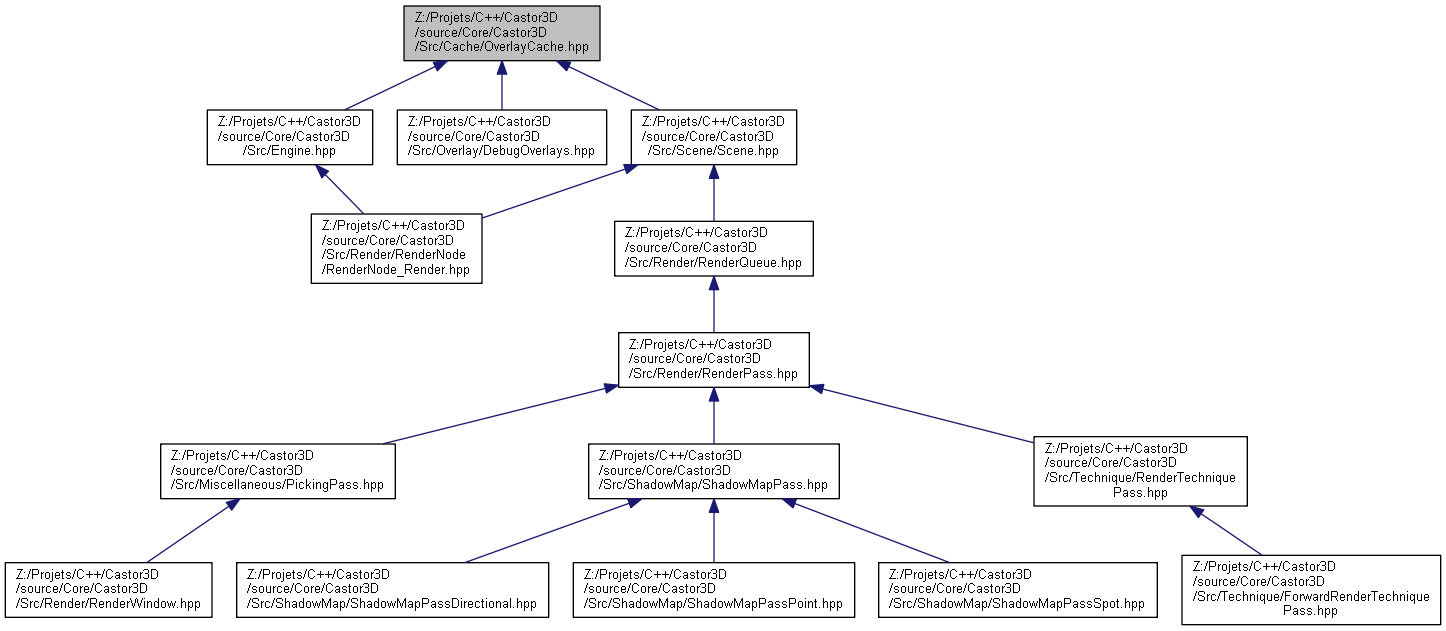 Z:/Projets/C++/Castor3D
/source/Core/Castor3D
/Src/Cache/OverlayCache.hpp
Z:/Projets/C++/Castor3D
/source/Core/Castor3D
/Src/Engine.hpp
Z:/Projets/C++/Castor3D
/source/Core/Castor3D
/Src/Overlay/DebugOverlays.hpp
Z:/Projets/C++/Castor3D
/source/Core/Castor3D
/Src/Scene/Scene.hpp
Z:/Projets/C++/Castor3D
/source/Core/Castor3D
/Src/Render/RenderNode
/RenderNode_Render.hpp
Z:/Projets/C++/Castor3D
/source/Core/Castor3D
/Src/Render/RenderQueue.hpp
Z:/Projets/C++/Castor3D
/source/Core/Castor3D
/Src/Render/RenderPass.hpp
Z:/Projets/C++/Castor3D
/source/Core/Castor3D
/Src/Miscellaneous/PickingPass.hpp
Z:/Projets/C++/Castor3D
/source/Core/Castor3D
/Src/ShadowMap/ShadowMapPass.hpp
Z:/Projets/C++/Castor3D
/source/Core/Castor3D
/Src/Technique/RenderTechnique
Pass.hpp
Z:/Projets/C++/Castor3D
/source/Core/Castor3D
/Src/Render/RenderWindow.hpp
Z:/Projets/C++/Castor3D
/source/Core/Castor3D
/Src/ShadowMap/ShadowMapPassDirectional.hpp
Z:/Projets/C++/Castor3D
/source/Core/Castor3D
/Src/ShadowMap/ShadowMapPassPoint.hpp
Z:/Projets/C++/Castor3D
/source/Core/Castor3D
/Src/ShadowMap/ShadowMapPassSpot.hpp
Z:/Projets/C++/Castor3D
/source/Core/Castor3D
/Src/Technique/ForwardRenderTechnique
Pass.hpp